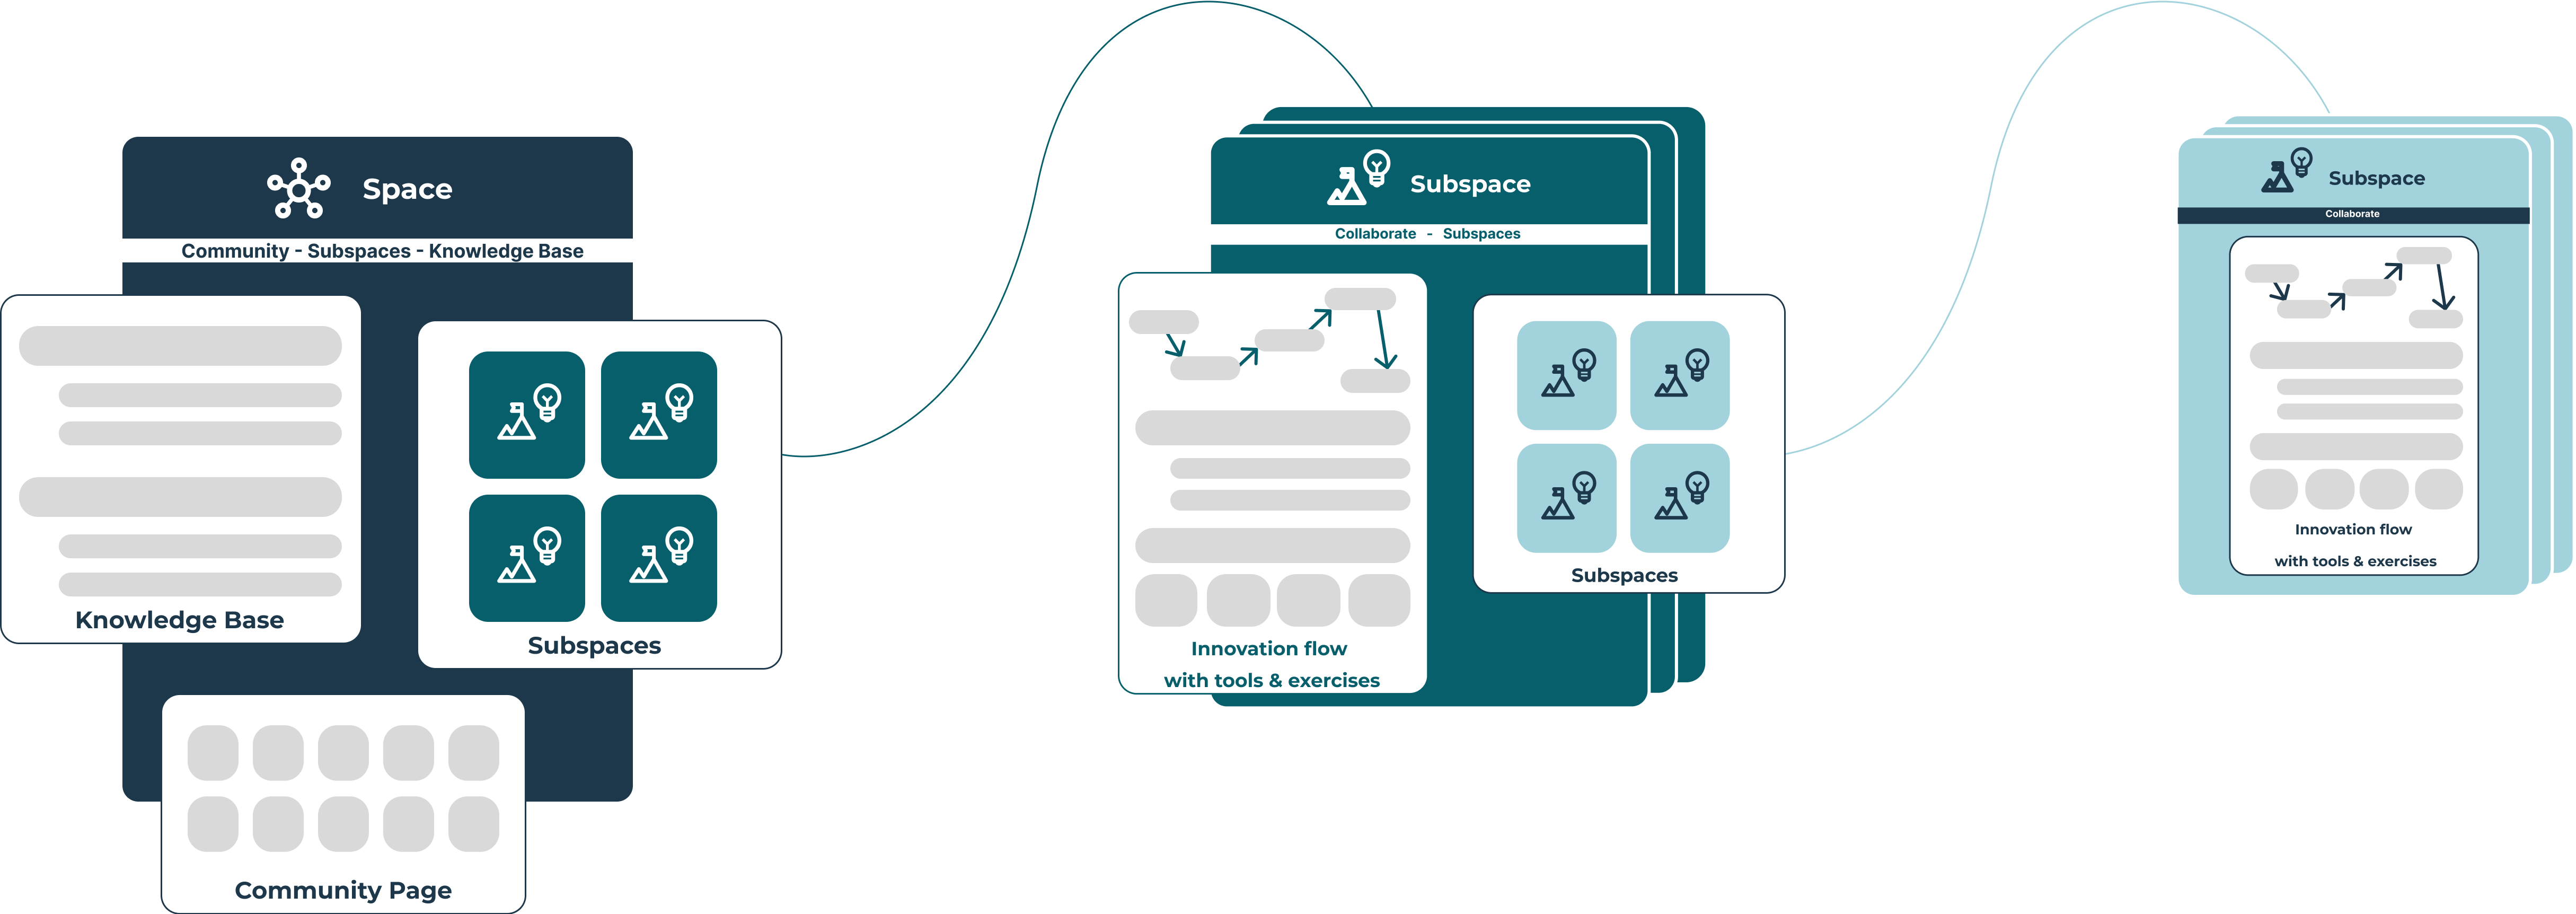 Space
Community - Subspaces - Knowledge Base
Knowledge Base
Subspaces
Community Page
Subspace
Collaborate - Subspaces
Innovation flow
with tools & exercises
Subspaces
Subspace
Collaborate
Innovation flow
with tools & exercises